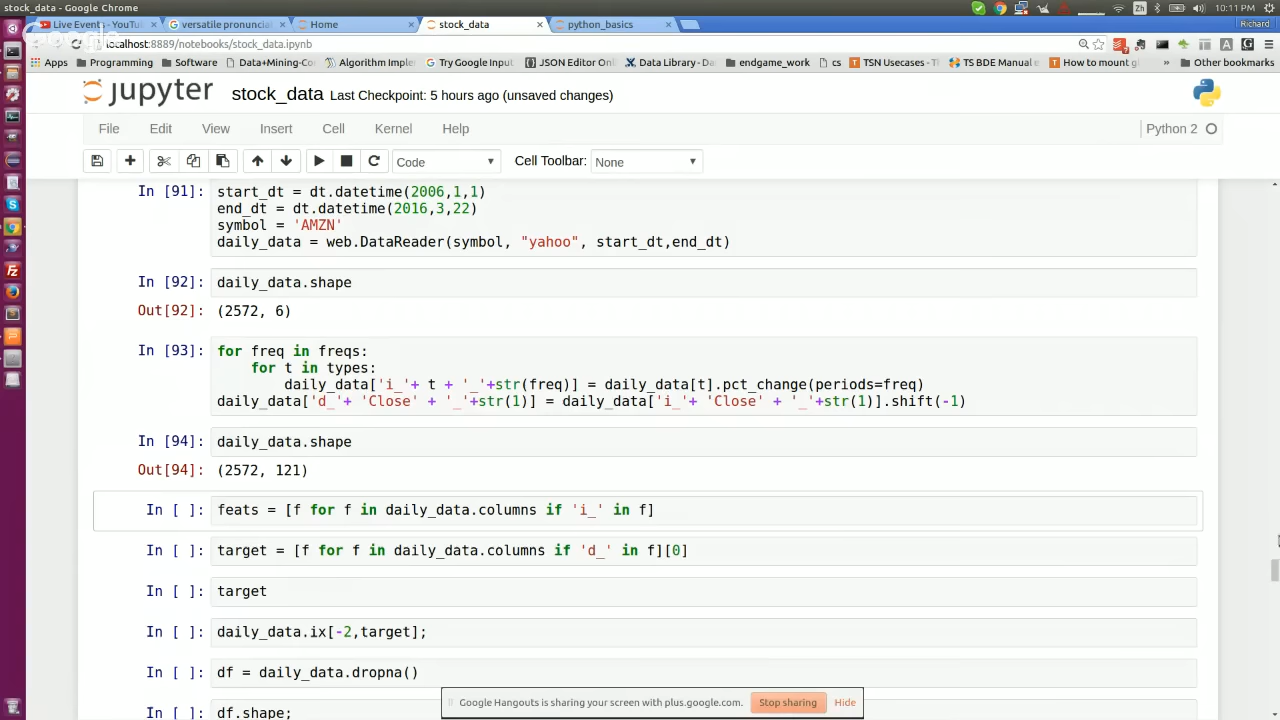 stock_data - Google Chrome
Zh
10:11 PM
Live Events - YouTu
versatile pronuncia
Home
stock_data
python_basics
Richard
Google
localhost:8889/notebooks/stock_data.ipynb
Apps Programming Software Data+Mining-Co Algorithm Imple Try Google Input JSON Editor Onli Data Library - Da endgame_work cs TSN Usecases - T TS BDE Manual e How to mount g » Other bookmarks
jupyter stock_data Last Checkpoint: 5 hours ago (unsaved changes)
File Edit View Insert Cell Kernel Help Python 2
Code Cell Toolbar: None
In [91]: start_dt = dt.datetime(2006,1,1)
end_dt = dt.datetime(2016,3,22)
symbol = 'AMZN'
daily_data = web.DataReader(symbol, "yahoo", start_dt,end_dt)
In [92]: daily_data.shape
Out[92]: (2572, 6)
In [93]: for freq in freqs:
for t in types:
daily_data['i_'+ t + '_'+str(freq)] = daily_data[t].pct_change(periods=freq)
daily_data['d_'+ 'Close' + '_'+str(1)] = daily_data['i_'+ 'Close' + '_'+str(1)].shift(-1)
In [94]: daily_data.shape
Out[94]: (2572, 121)
In [ ]: feats = [f for f in daily_data.columns if 'i_' in f]
In [ ]: target = [f for f in daily_data.columns if 'd_' in f][0]
In [ ]: target
In [ ]: daily_data.ix[-2,target];
In [ ]: df = daily_data.dropna()
In [ ]: df.shape;
Google Hangouts is sharing your screen with plus.google.com. Stop sharing Hide